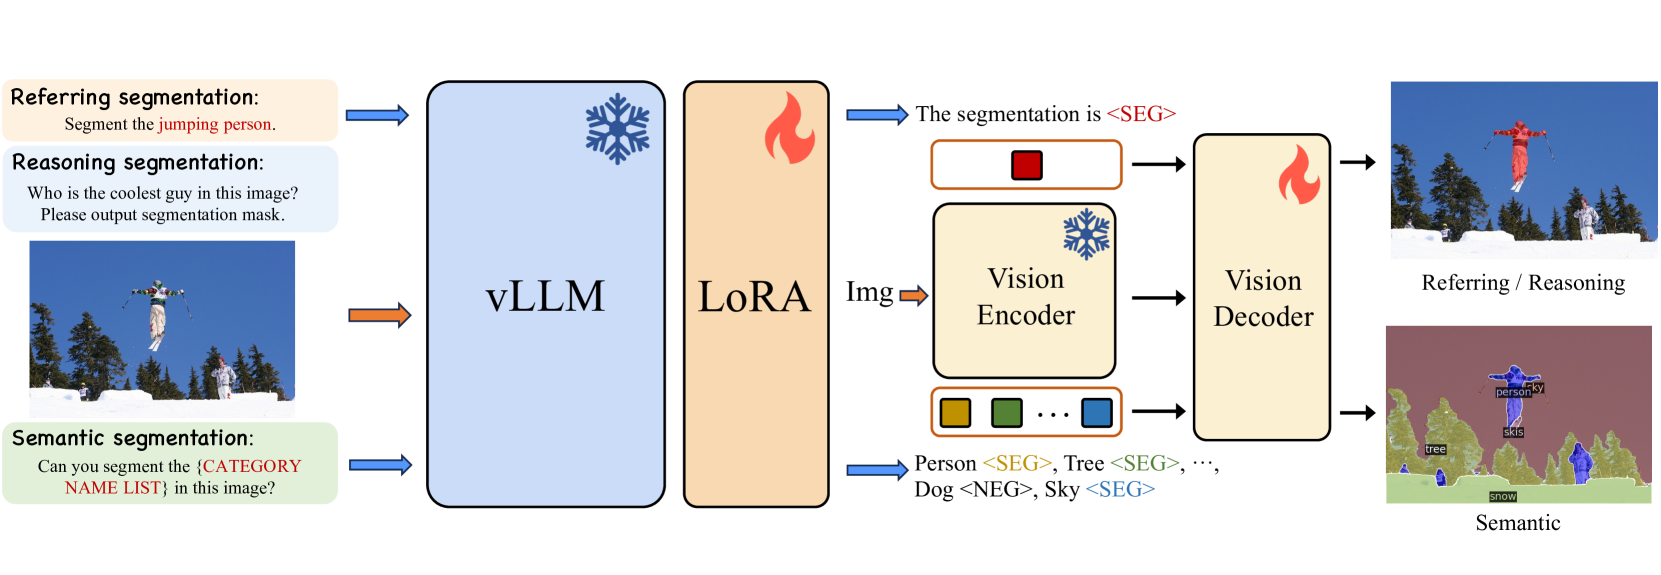 Referring segmentation:
Segment the jumping person.
Reasoning segmentation:
Who is the coolest guy in this image?
Please output segmentation mask.
Semantic segmentation:
Can you segment the {CATEGORY
NAME LIST} in this image?
vLLM
LoRA
The segmentation is <SEG>
Img
Vision
Encoder
Person <SEG>, Tree <SEG>, ···,
Dog <NEG>, Sky <SEG>
Vision
Decoder
Referring / Reasoning
sky
person
skis
tree
snow
Semantic